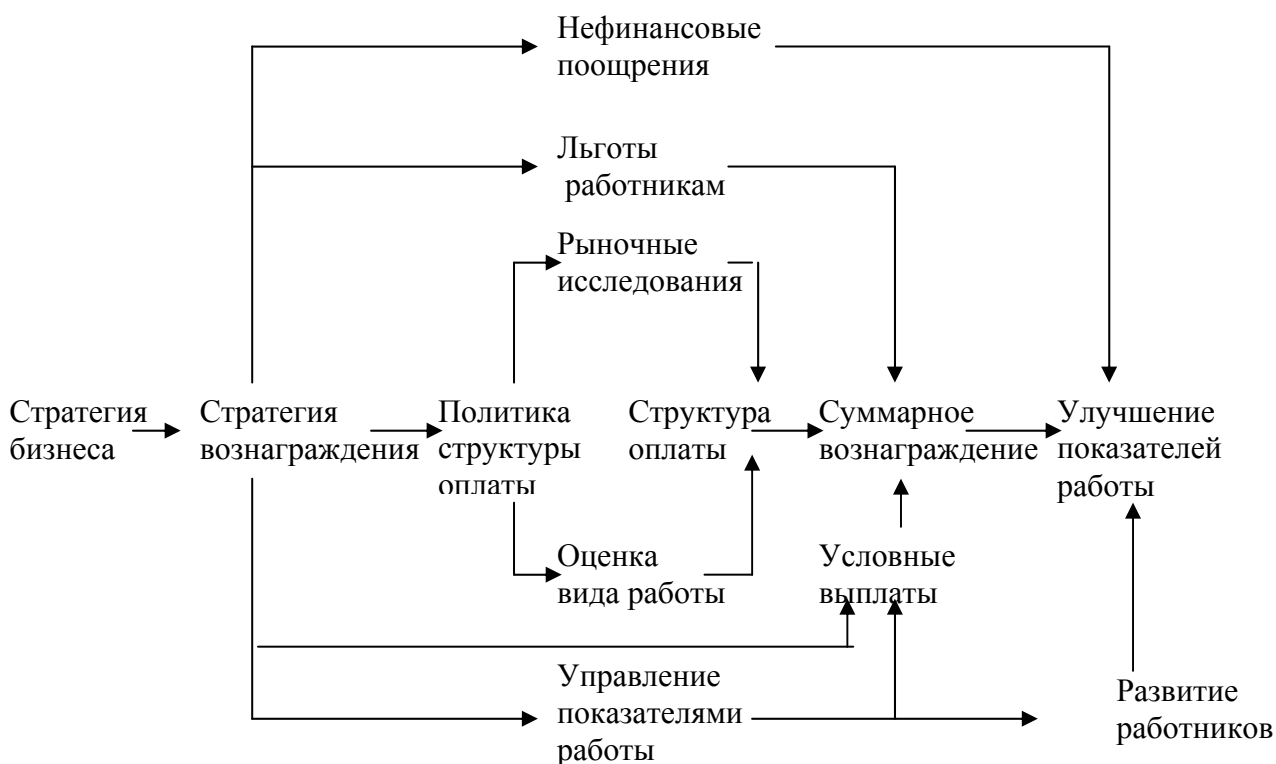 Нефинансовые
поощрения
Льготы
работникам
Рыночные
исследования
Стратегия
бизнеса
Стратегия
вознаграждения
Политика
структуры
оплаты
Структура
оплаты
Суммарное
вознаграждение
Улучшение
показателей
работы
Оценка
вида работы
Условные
выплаты
Управление
показателями
работы
Развитие
работников